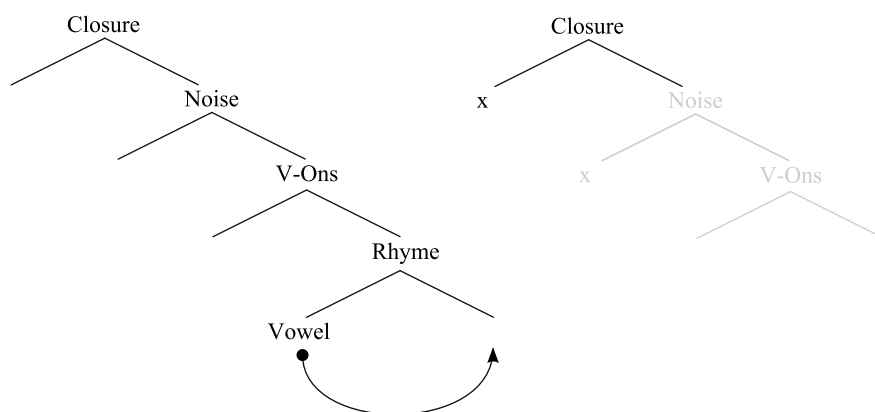 Closure
Noise
V-Ons
Rhyme
Vowel
Closure
x
Noise
x
V-Ons